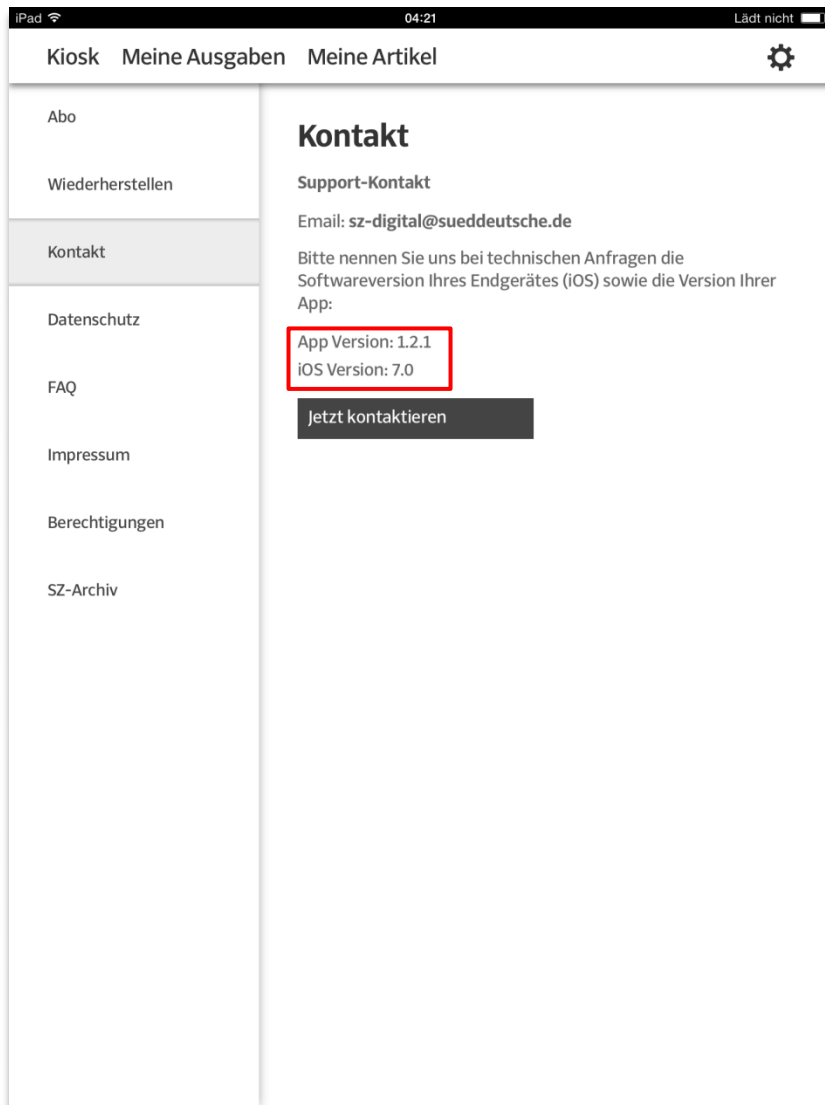 iPad 04:21 Lädt nicht
Kiosk Meine Ausgaben Meine Artikel
Abo
Wiederherstellen
Kontakt
Datenschutz
FAQ
Impressum
Berechtigungen
SZ-Archiv
Kontakt
Support-Kontakt
Email: sz-digital@sueddeutsche.de
Bitte nennen Sie uns bei technischen Anfragen die
Softwareversion Ihres Endgerätes (iOS) sowie die Version Ihrer
App:
App Version: 1.2.1
iOS Version: 7.0
Jetzt kontaktieren